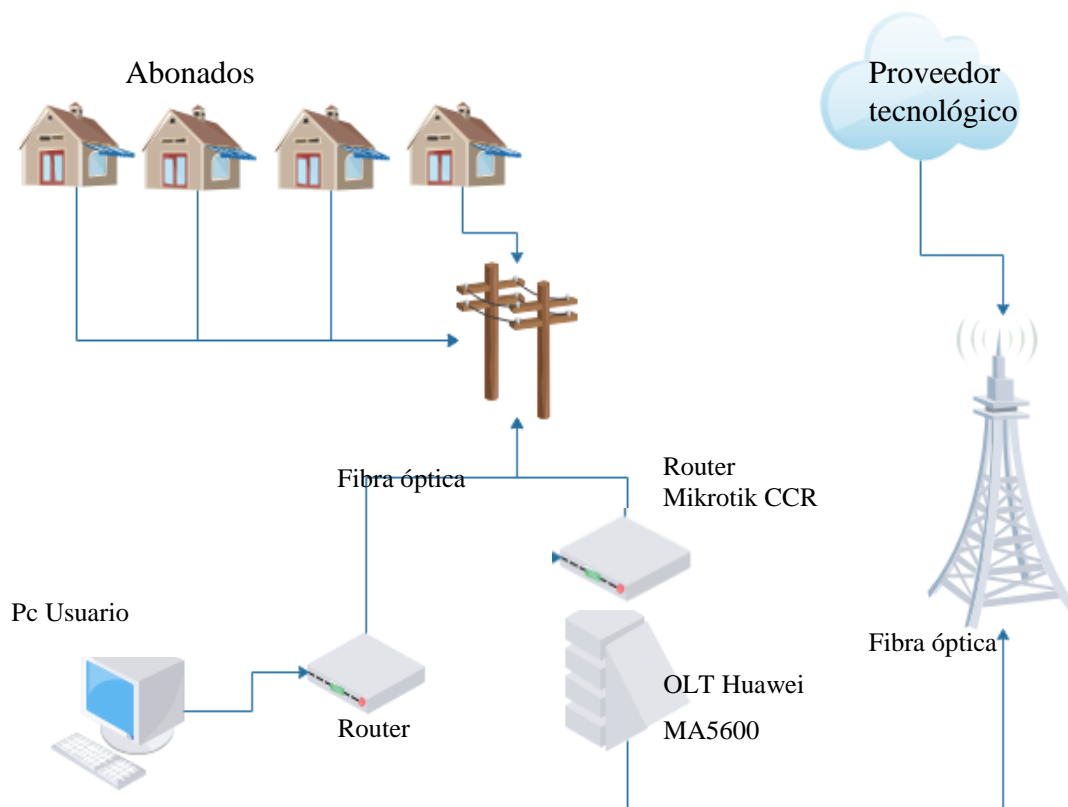 Abonados
Proveedor
tecnológico
Fibra óptica
Router
Mikrotik CCR
Pc Usuario
Fibra óptica
OLT Huawei
MA5600
Router